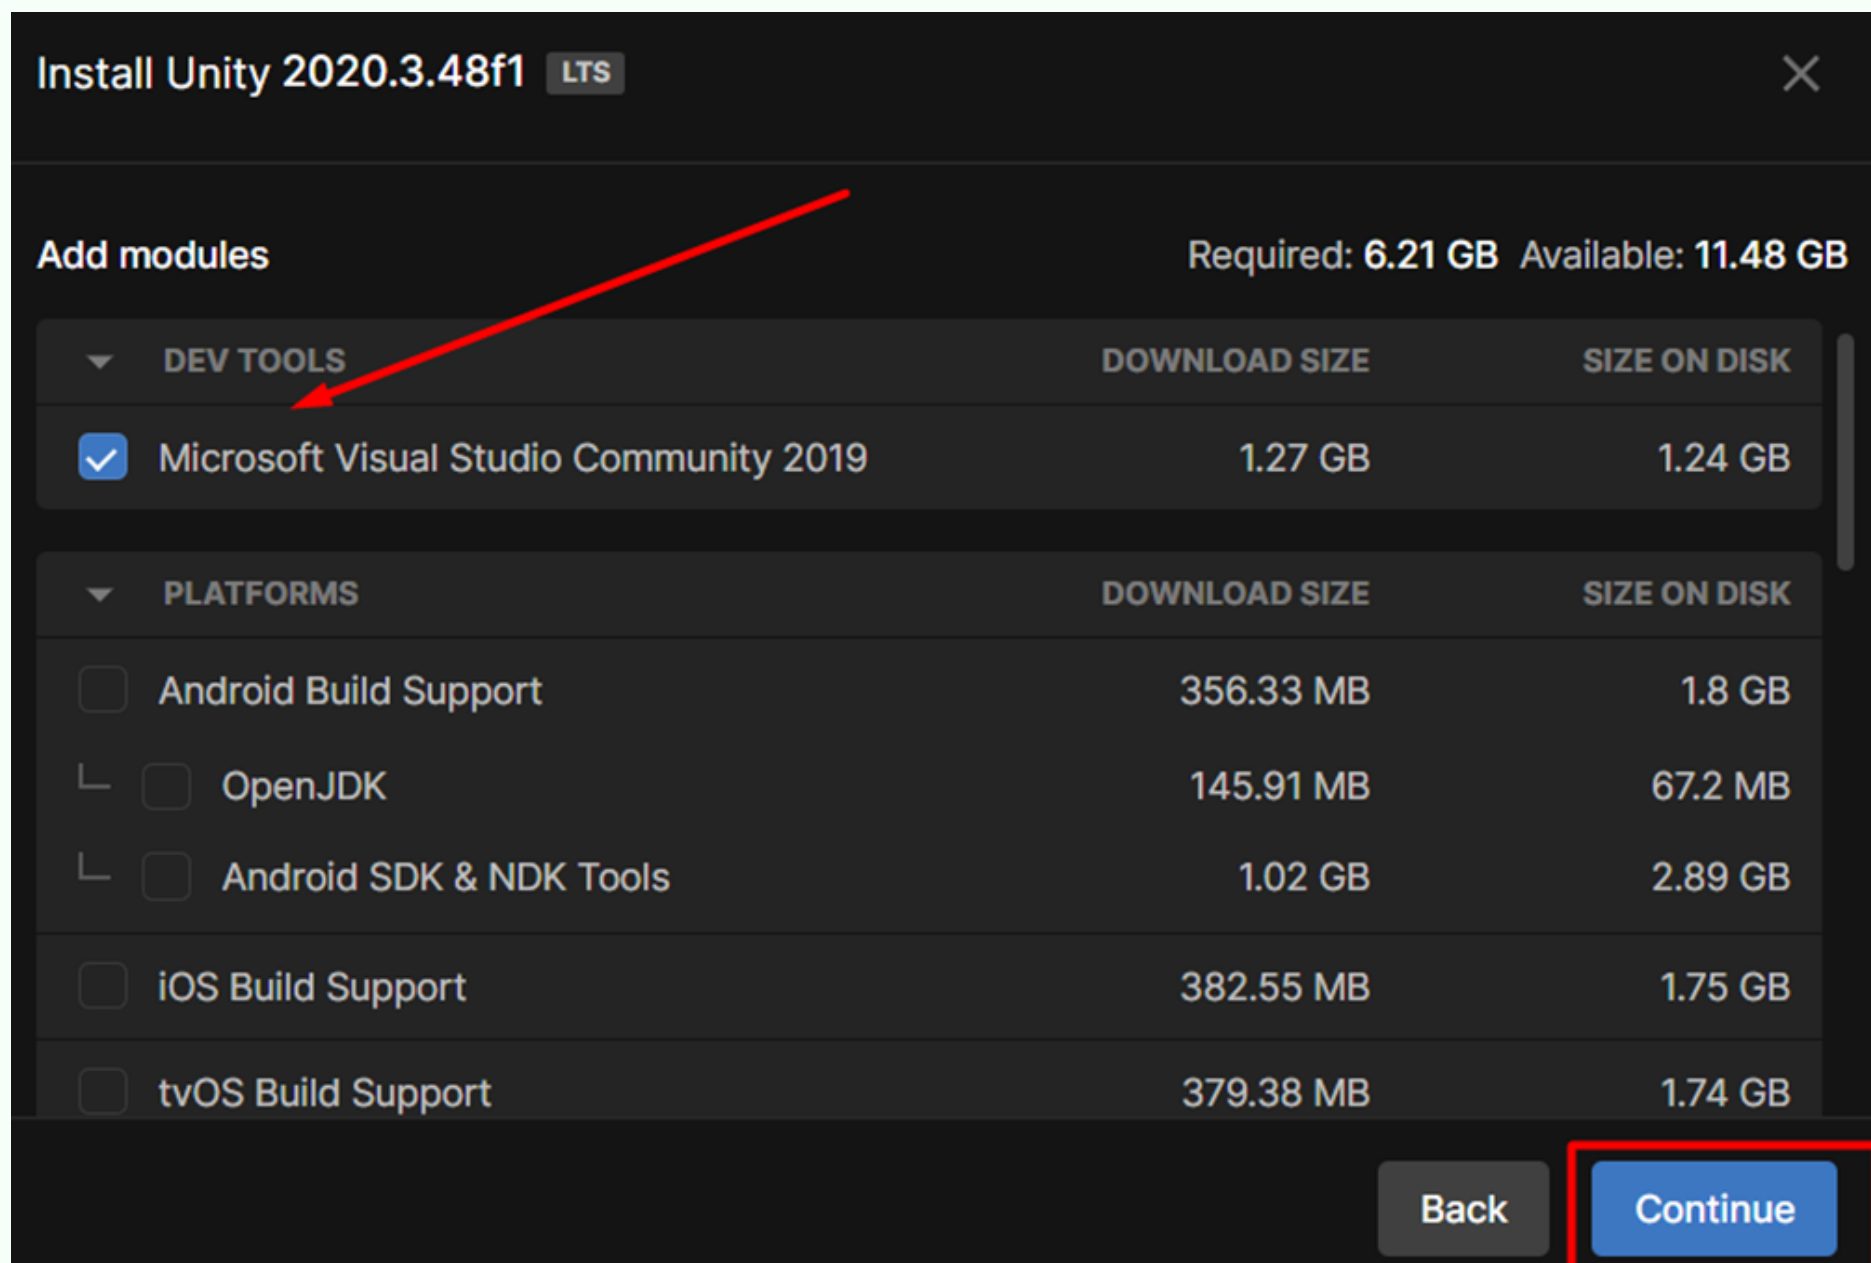 Install Unity 2020.3.48f1 LTS
Add modules Required: 6.21 GB Available: 11.48 GB
DEV TOOLS DOWNLOAD SIZE SIZE ON DISK
Microsoft Visual Studio Community 2019 1.27 GB 1.24 GB
PLATFORMS DOWNLOAD SIZE SIZE ON DISK
Android Build Support 356.33 MB 1.8 GB
OpenJDK 145.91 MB 67.2 MB
Android SDK & NDK Tools 1.02 GB 2.89 GB
iOS Build Support 382.55 MB 1.75 GB
tvOS Build Support 379.38 MB 1.74 GB
Back Continue